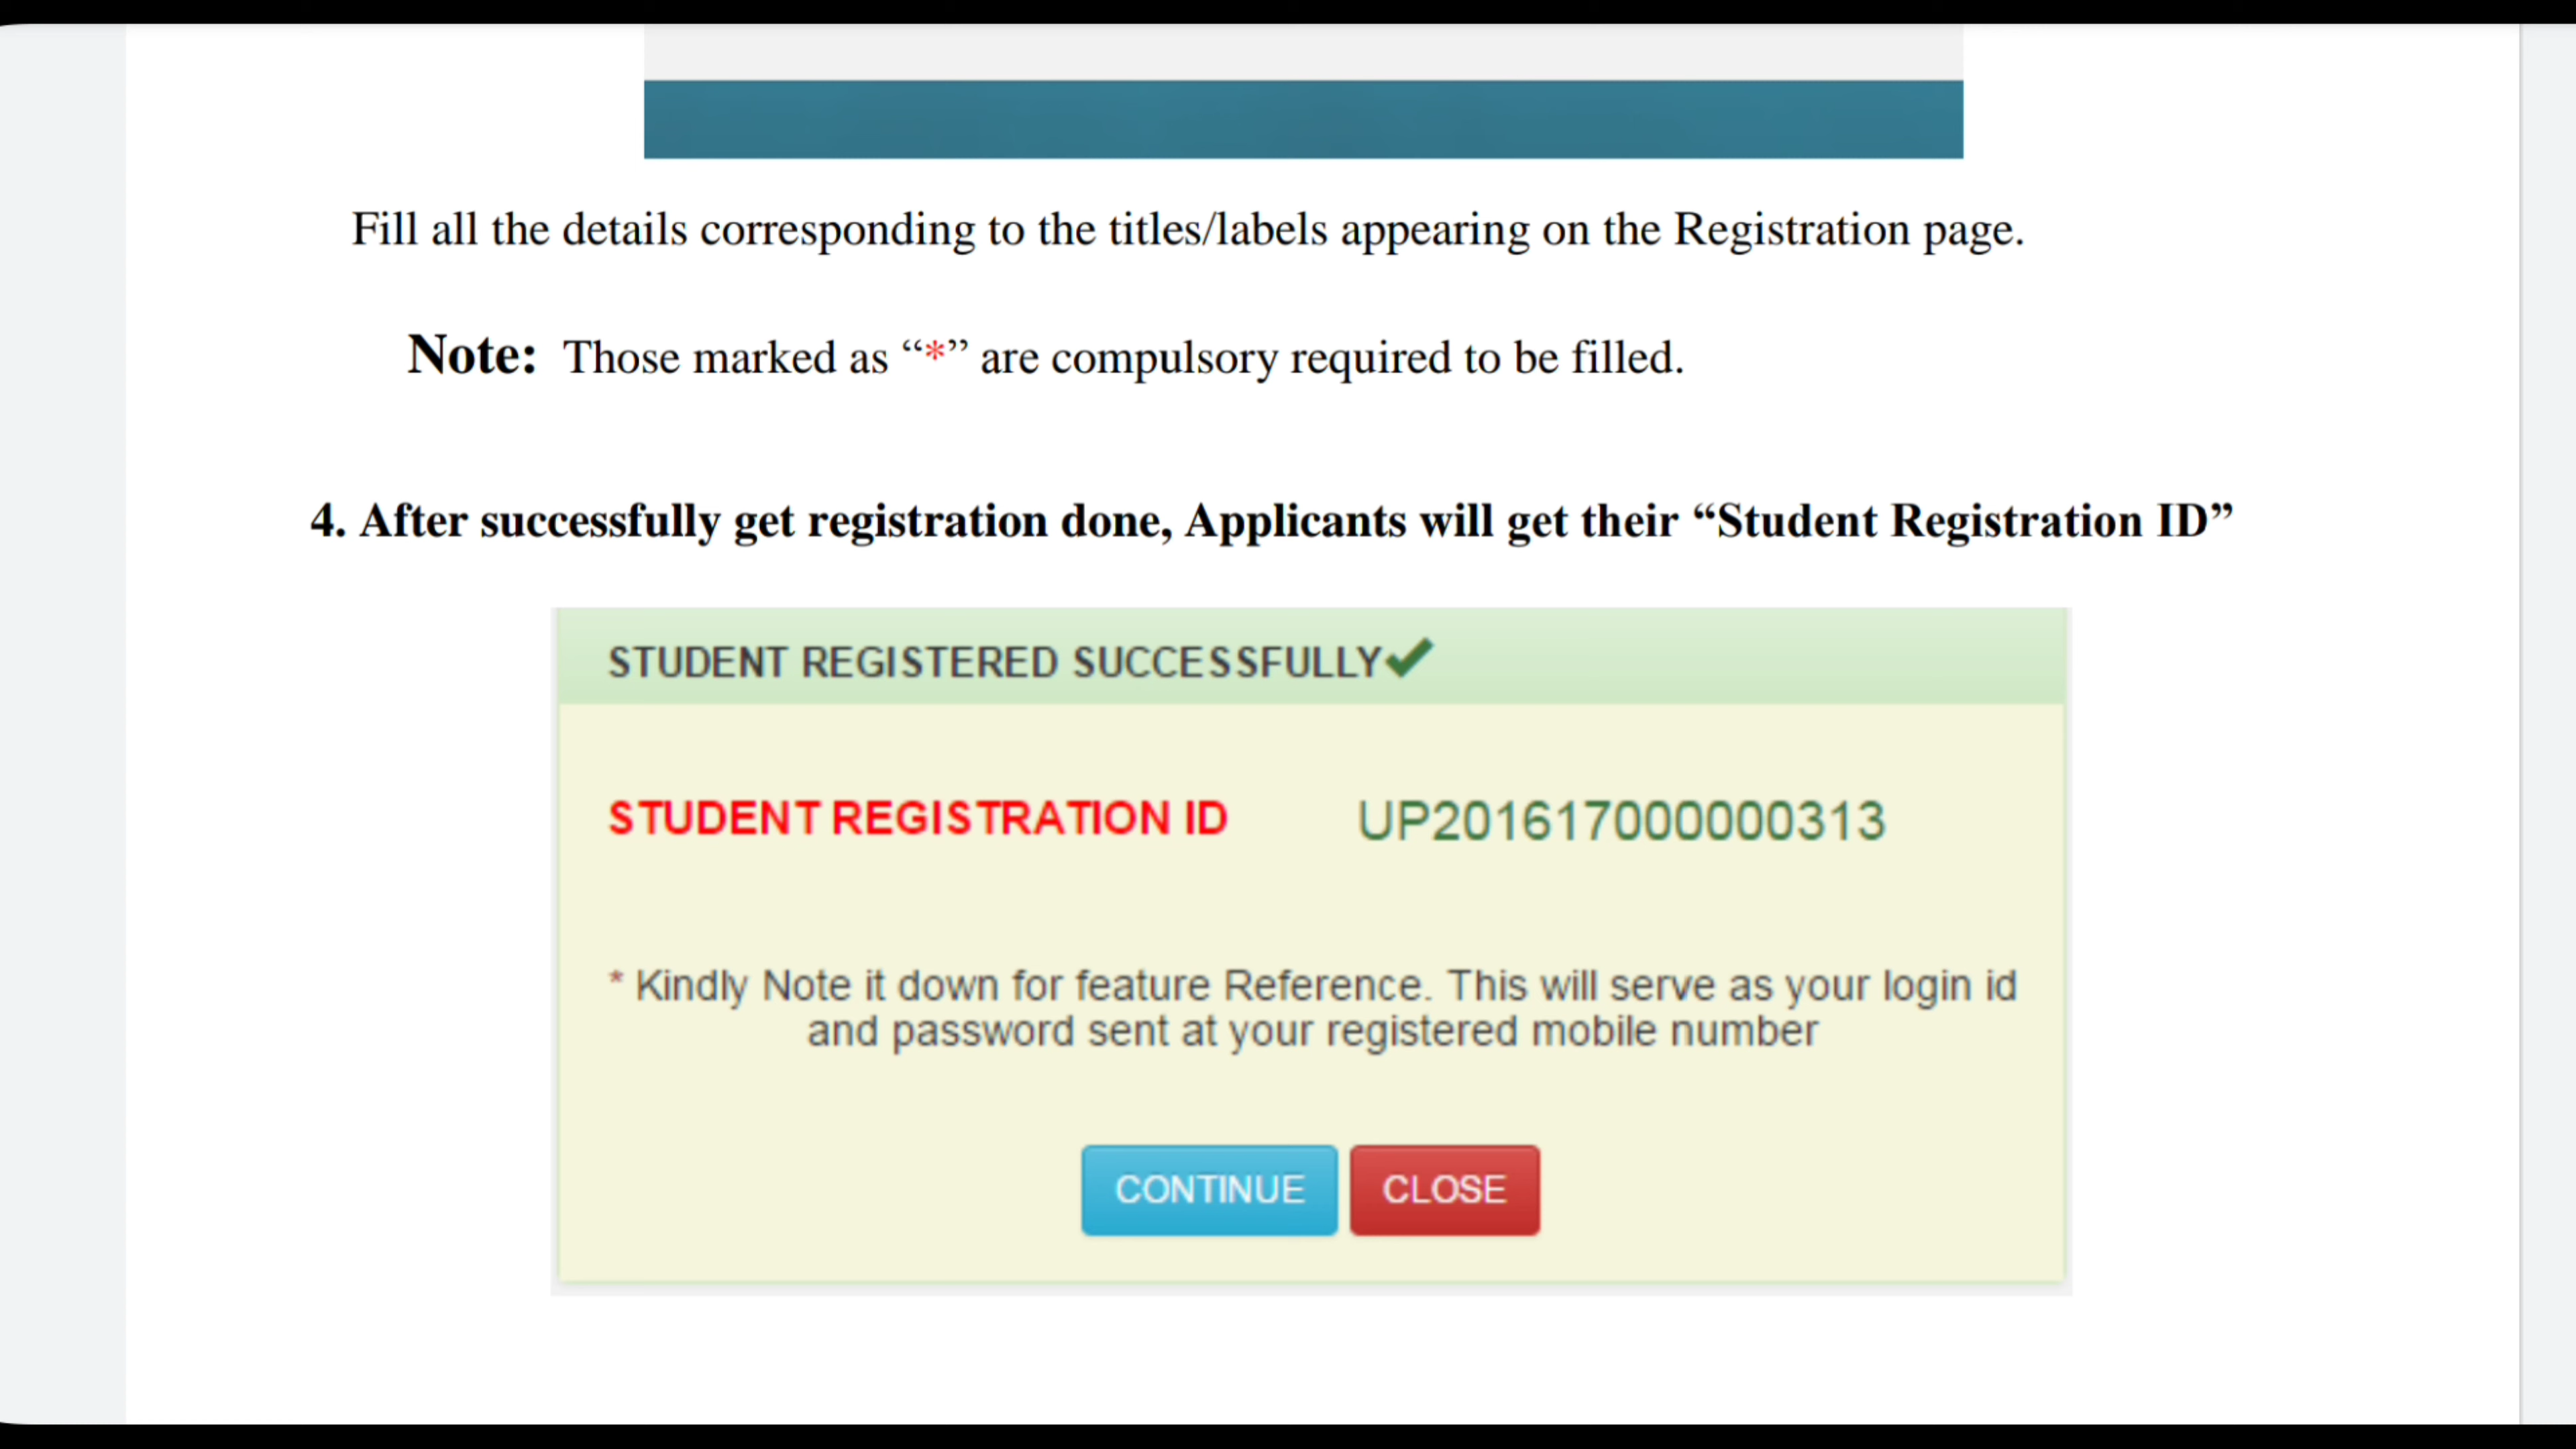 Fill all the details corresponding to the titles/labels appearing on the Registration page.
Note: Those marked as “*” are compulsory required to be filled.
4. After successfully get registration done, Applicants will get their “Student Registration ID”
STUDENT REGISTERED SUCCESSFULLY✔
STUDENT REGISTRATION ID UP201617000000313
* Kindly Note it down for feature Reference. This will serve as your login id
and password sent at your registered mobile number
CONTINUE CLOSE